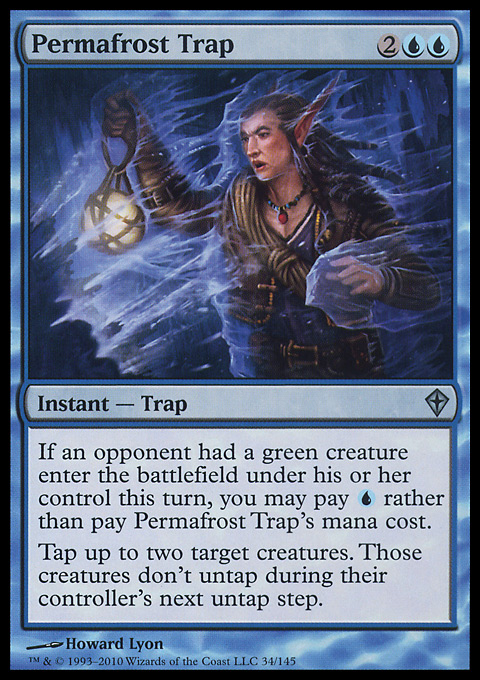 Permafrost Trap 2
Instant — Trap
If an opponent had a green creature
enter the battlefield under his or her
control this turn, you may pay rather
than pay Permafrost Trap's mana cost.
Tap up to two target creatures. Those
creatures don't untap during their
controller's next untap step.
Howard Lyon
™ & © 1993–2010 Wizards of the Coast LLC 34/145